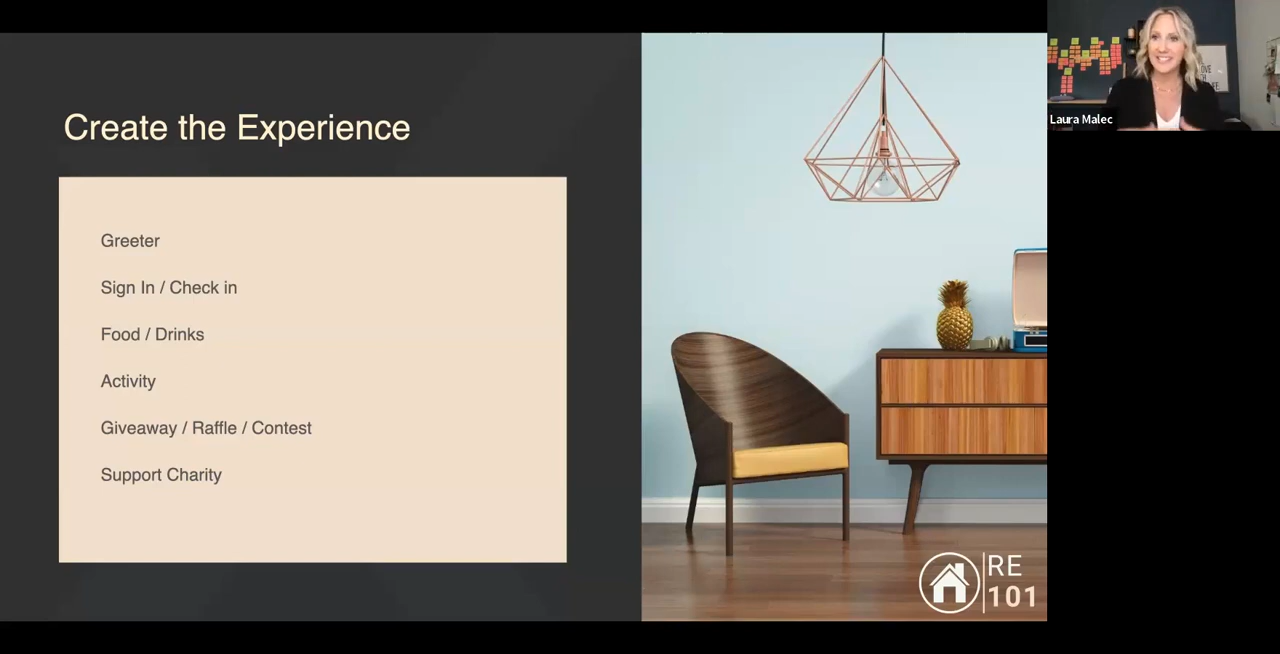 Create the Experience
Greeter
Sign In / Check in
Food / Drinks
Activity
Giveaway / Raffle / Contest
Support Charity
RE
101
Laura Malec